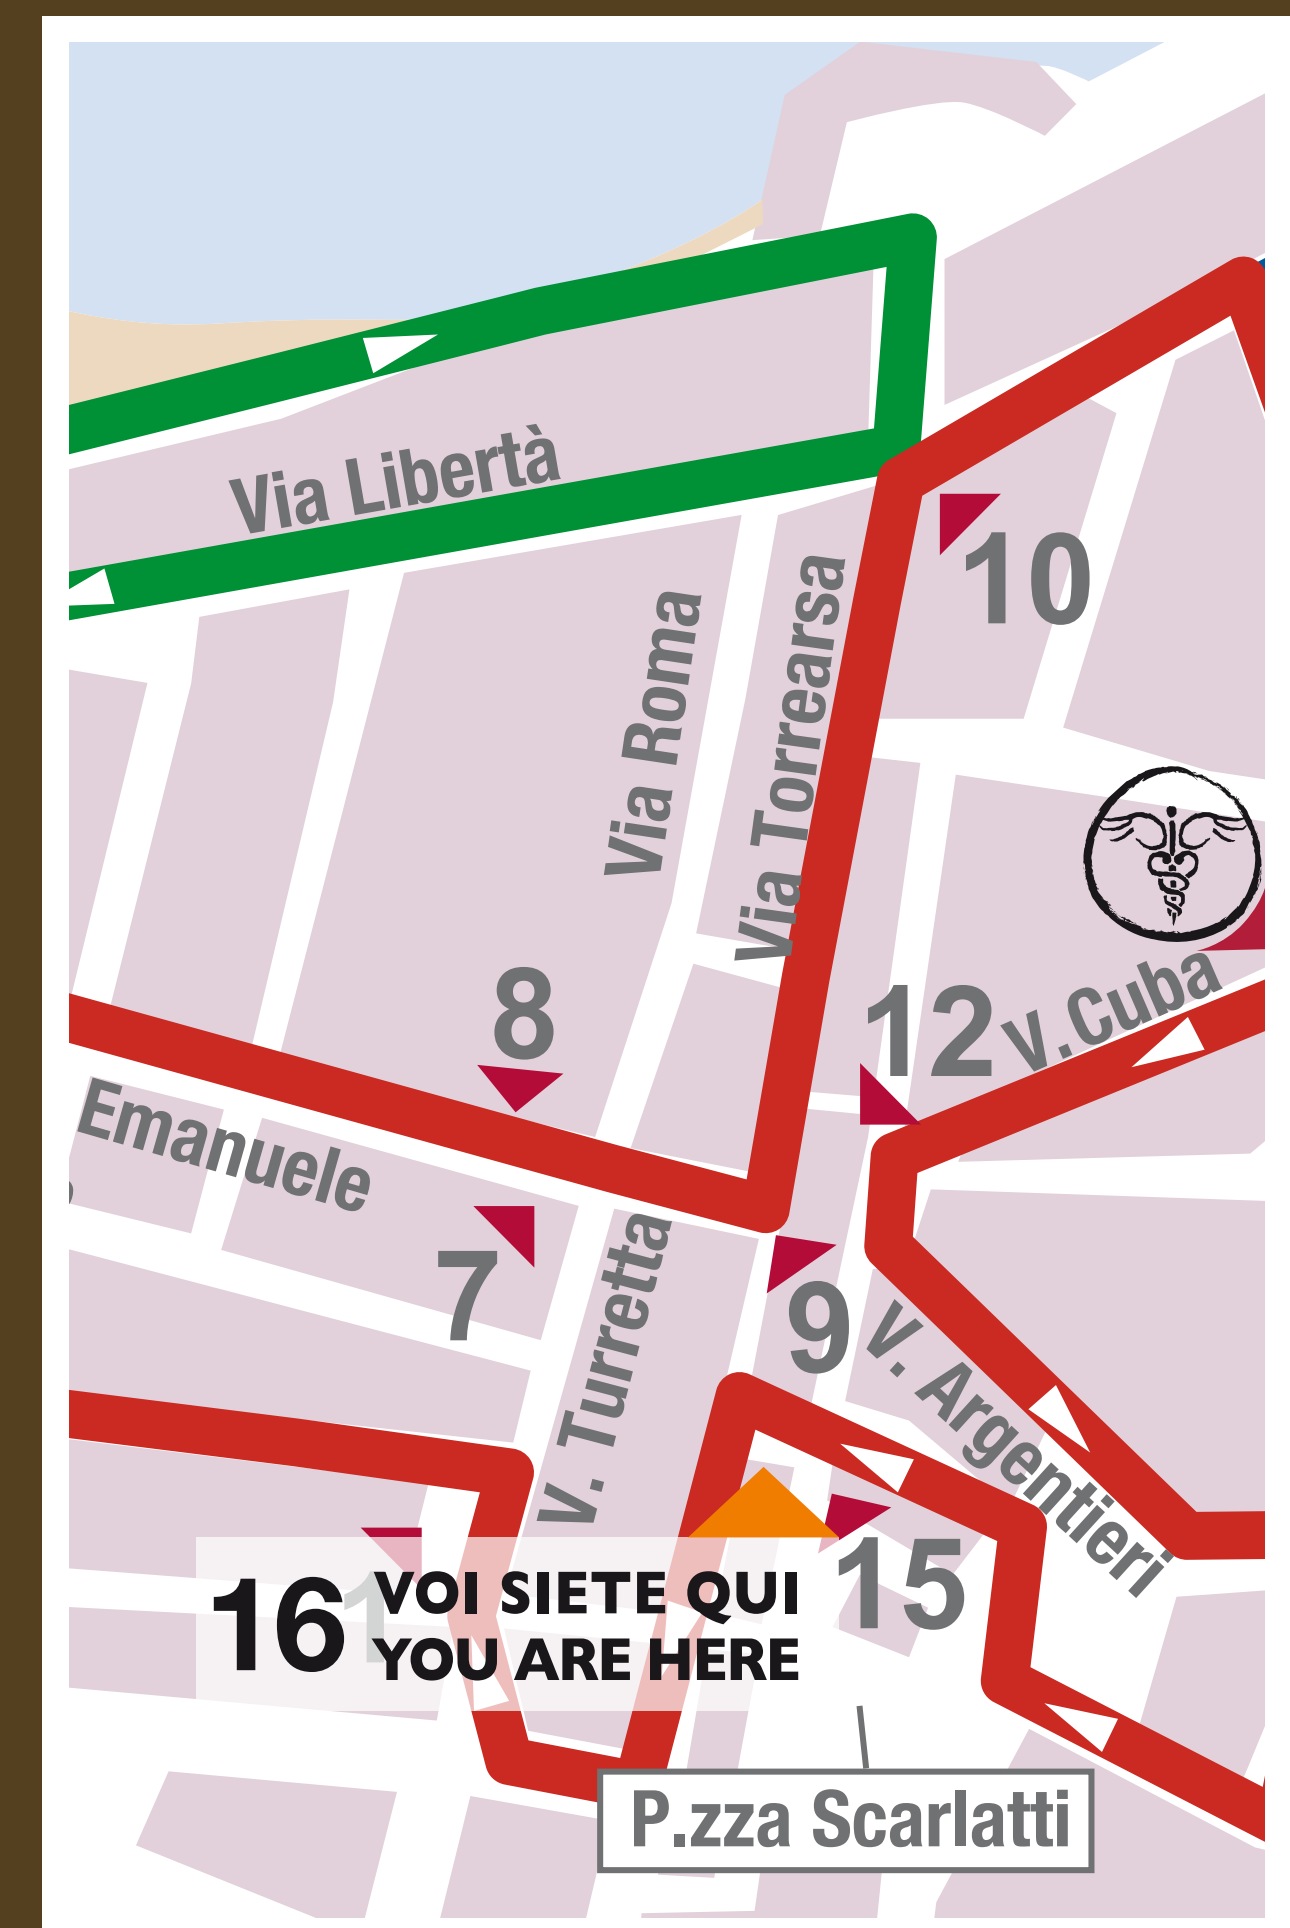 Via Libertà
10
Via Roma
Via Torrearsa
8
12
v.Cuba
Emanuele
7
v. Turretta
9
v. Argentieri
16
VOI SIETE QUI
YOU ARE HERE
15
P.zza Scarlatti